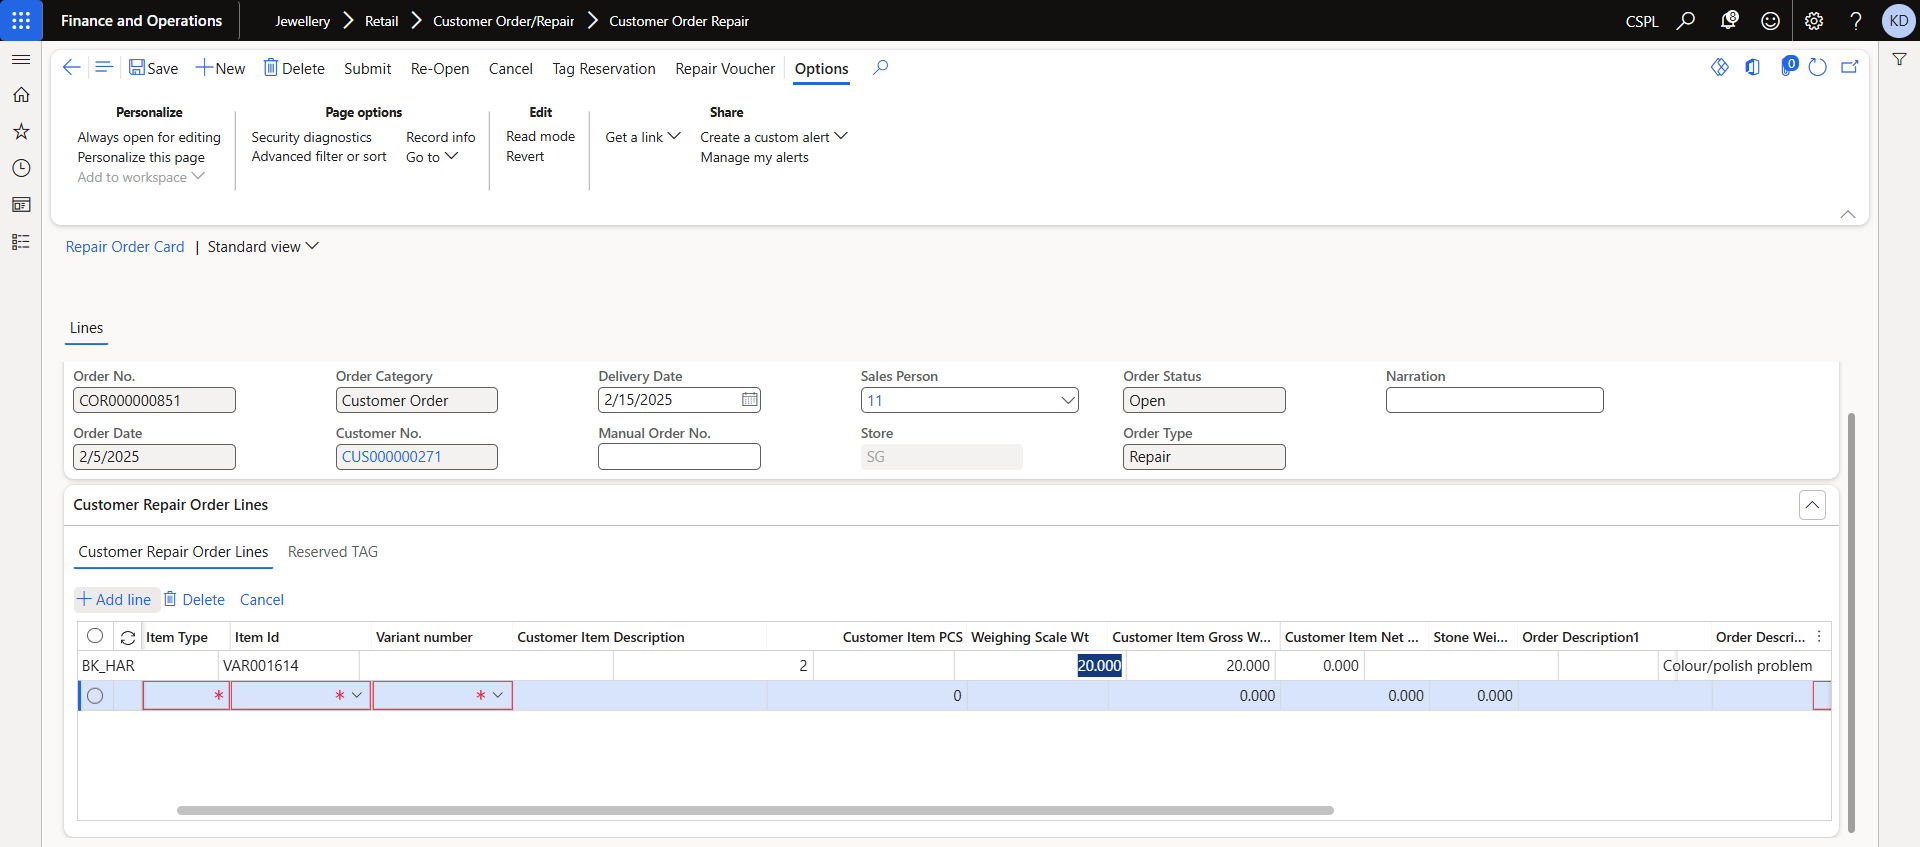 Finance and Operations
Jewellery Retail Customer Order/Repair Customer Order Repair
CSPL 8 ? KD
Save New Delete Submit Re-Open Cancel Tag Reservation Repair Voucher Options 0
Personalize Page options Edit Share
Always open for editing Security diagnostics Record info Read mode Get a link Create a custom alert
Personalize this page Advanced filter or sort Go to Revert Manage my alerts
Add to workspace
Repair Order Card | Standard view
Lines
Order No. Order Category Delivery Date Sales Person Order Status Narration
COR000000851 Customer Order 2/15/2025 11 Open
Order Date Customer No. Manual Order No. Store Order Type
2/5/2025 CUS000000271 SG Repair
Customer Repair Order Lines
Customer Repair Order Lines Reserved TAG
Add line Delete Cancel
Item Type Item Id Variant number Customer Item Description Customer Item PCS Weighing Scale Wt Customer Item Gross W... Customer Item Net ... Stone Wei... Order Description1 Order Descri...
BK_HAR VAR001614 2 20.000 20.000 0.000 Colour/polish problem
* * * 0 0.000 0.000 0.000